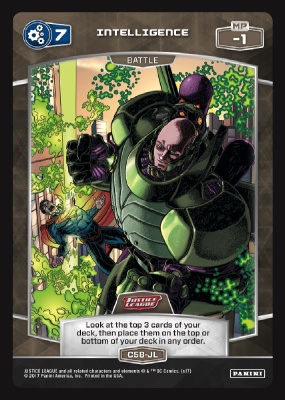 7
INTELLIGENCE
MP
-1
BATTLE
JUSTICE
LEAGUE
Look at the top 3 cards of your
deck, then place them on the top or
bottom of your deck in any order.
C58-JL
JUSTICE LEAGUE and all related characters and elements © & ™ DC Comics. (s17)
© 2017 Panini America, Inc. Printed in the USA.
PANINI